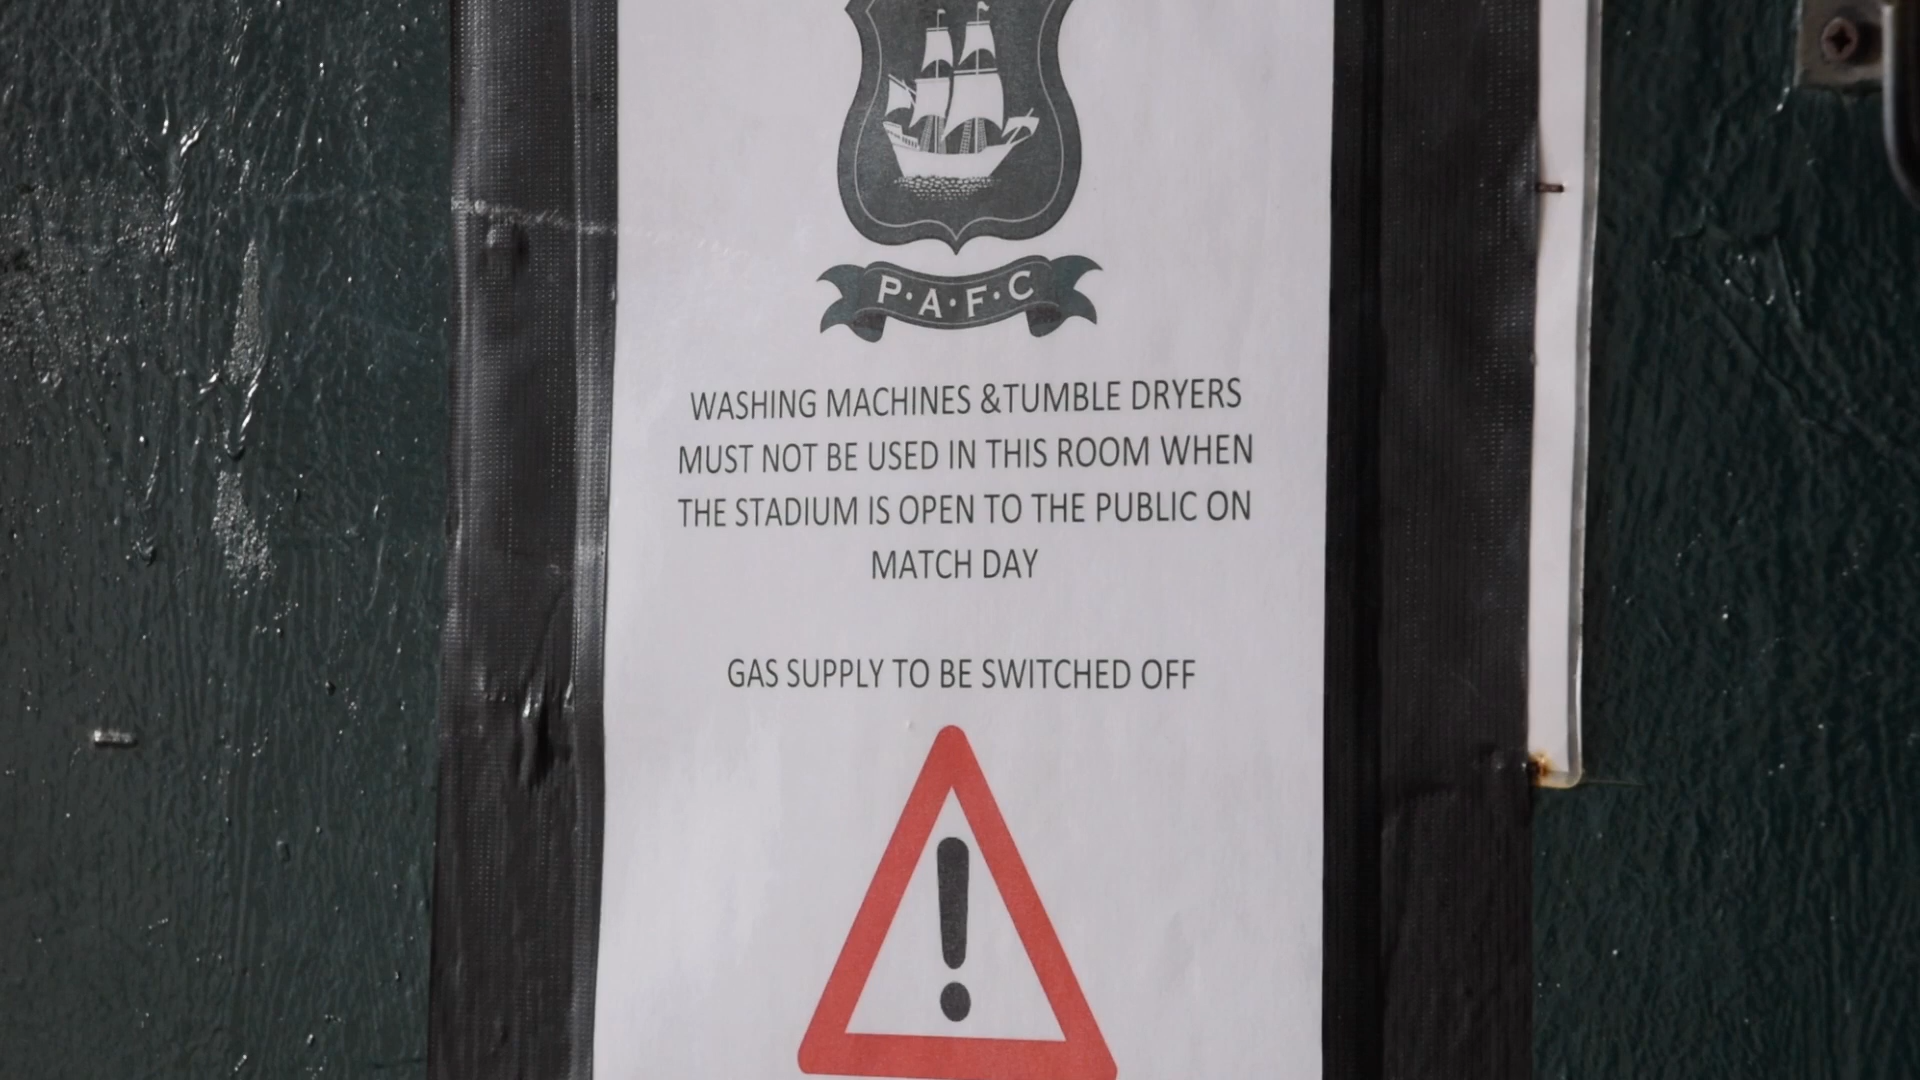 P·A·F·C
WASHING MACHINES &TUMBLE DRYERS
MUST NOT BE USED IN THIS ROOM WHEN
THE STADIUM IS OPEN TO THE PUBLIC ON
MATCH DAY
GAS SUPPLY TO BE SWITCHED OFF
!